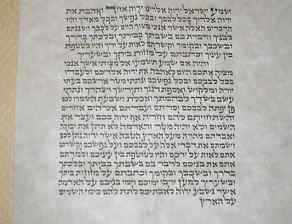 שמע ישראל יהוה אלהינו יהוה אחד ואהבת את
יהוה אלהיך בכל לבבך ובכל נפשך ובכל מאדך והיו
הדברים האלה אשר אנכי מצוך היום על לבבך ושננתם
לבניך ודברת בם בשבתך בביתך ובלכתך בדרך
ובשכבך ובקומך וקשרתם לאות על ידך והיו לטטפת
בין עיניך וכתבתם על מזזות ביתך ובשעריך
והיה אם שמע תשמעו אל מצותי אשר אנכי
מצוה אתכם היום לאהבה את יהוה אלהיכם ולעבדו
בכל לבבכם ובכל נפשכם ונתתי מטר ארצכם בעתו
יורה ומלקוש ואספת דגנך ותירשך ויצהרך ונתתי
עשב בשדך לבהמתך ואכלת ושבעת השמרו לכם
פן יפתה לבבכם וסרתם ועבדתם אלהים אחרים
והשתחויתם להם וחרה אף יהוה בכם ועצר את
השמים ולא יהיה מטר והאדמה לא תתן את יבולה
ואבדתם מהרה מעל הארץ הטבה אשר יהוה נתן לכם
ושמתם את דברי אלה על לבבכם ועל נפשכם וקשרתם
אתם לאות על ידכם והיו לטוטפת בין עיניכם ולמדתם
אתם את בניכם לדבר בם בשבתך בביתך ובלכתך
בדרך ובשכבך ובקומך וכתבתם על מזוזות ביתך
ובשעריך למען ירבו ימיכם וימי בניכם על האדמה
אשר נשבע יהוה לאבתיכם לתת להם כימי השמים
על הארץ